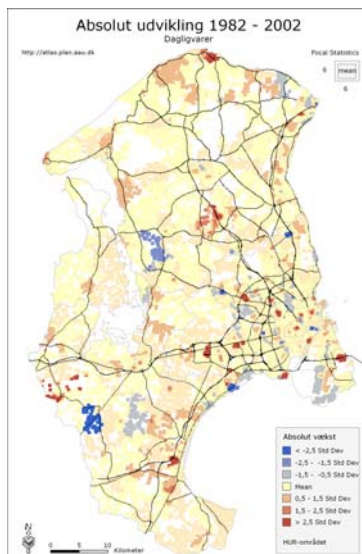 Absolut udvikling 1982 - 2002
Dagligvarer
http://atlas.plan.aau.dk
Focal Statistics
6 mean
6
Absolut vækst
< -2,5 Std Dev
-2,5 - -1,5 Std Dev
-1,5 - -0,5 Std Dev
Mean
0,5 - 1,5 Std Dev
1,5 - 2,5 Std Dev
> 2,5 Std Dev
HUR-området
0 5 10
Kilometer